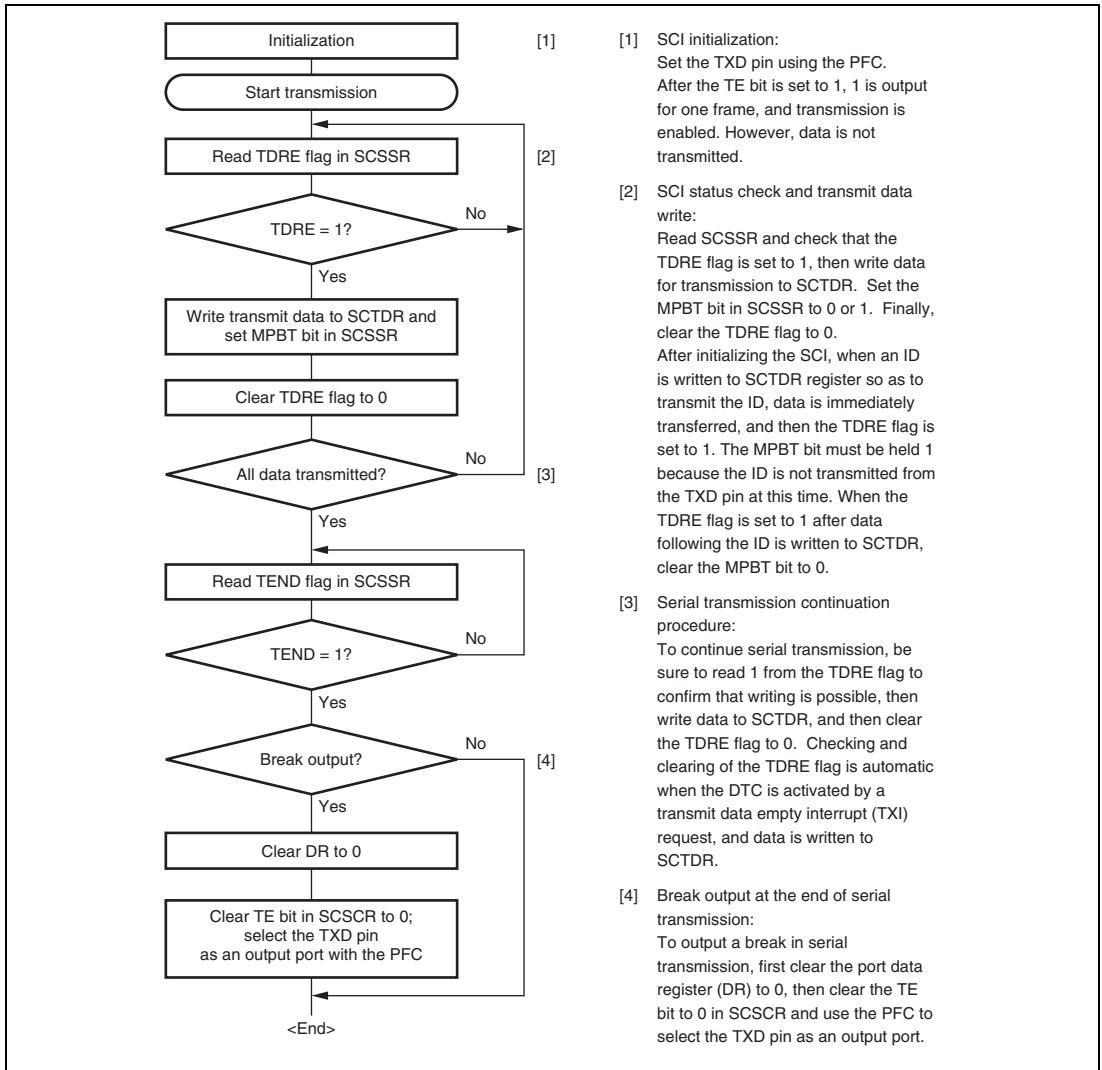 Initialization
[1]
Start transmission
Read TDRE flag in SCSSR
[2]
TDRE = 1?
No
Yes
Write transmit data to SCTDR and
set MPBT bit in SCSSR
Clear TDRE flag to 0
All data transmitted?
No
[3]
Yes
Read TEND flag in SCSSR
TEND = 1?
No
Yes
Break output?
No
[4]
Yes
Clear DR to 0
Clear TE bit in SCSCR to 0;
select the TXD pin
as an output port with the PFC
<End>
[1] SCI initialization:
Set the TXD pin using the PFC.
After the TE bit is set to 1, 1 is output
for one frame, and transmission is
enabled. However, data is not
transmitted.
[2] SCI status check and transmit data
write:
Read SCSSR and check that the
TDRE flag is set to 1, then write data
for transmission to SCTDR. Set the
MPBT bit in SCSSR to 0 or 1. Finally,
clear the TDRE flag to 0.
After initializing the SCI, when an ID
is written to SCTDR register so as to
transmit the ID, data is immediately
transferred, and then the TDRE flag is
set to 1. The MPBT bit must be held 1
because the ID is not transmitted from
the TXD pin at this time. When the
TDRE flag is set to 1 after data
following the ID is written to SCTDR,
clear the MPBT bit to 0.
[3] Serial transmission continuation
procedure:
To continue serial transmission, be
sure to read 1 from the TDRE flag to
confirm that writing is possible, then
write data to SCTDR, and then clear
the TDRE flag to 0. Checking and
clearing of the TDRE flag is automatic
when the DTC is activated by a
transmit data empty interrupt (TXI)
request, and data is written to
SCTDR.
[4] Break output at the end of serial
transmission:
To output a break in serial
transmission, first clear the port data
register (DR) to 0, then clear the TE
bit to 0 in SCSCR and use the PFC to
select the TXD pin as an output port.